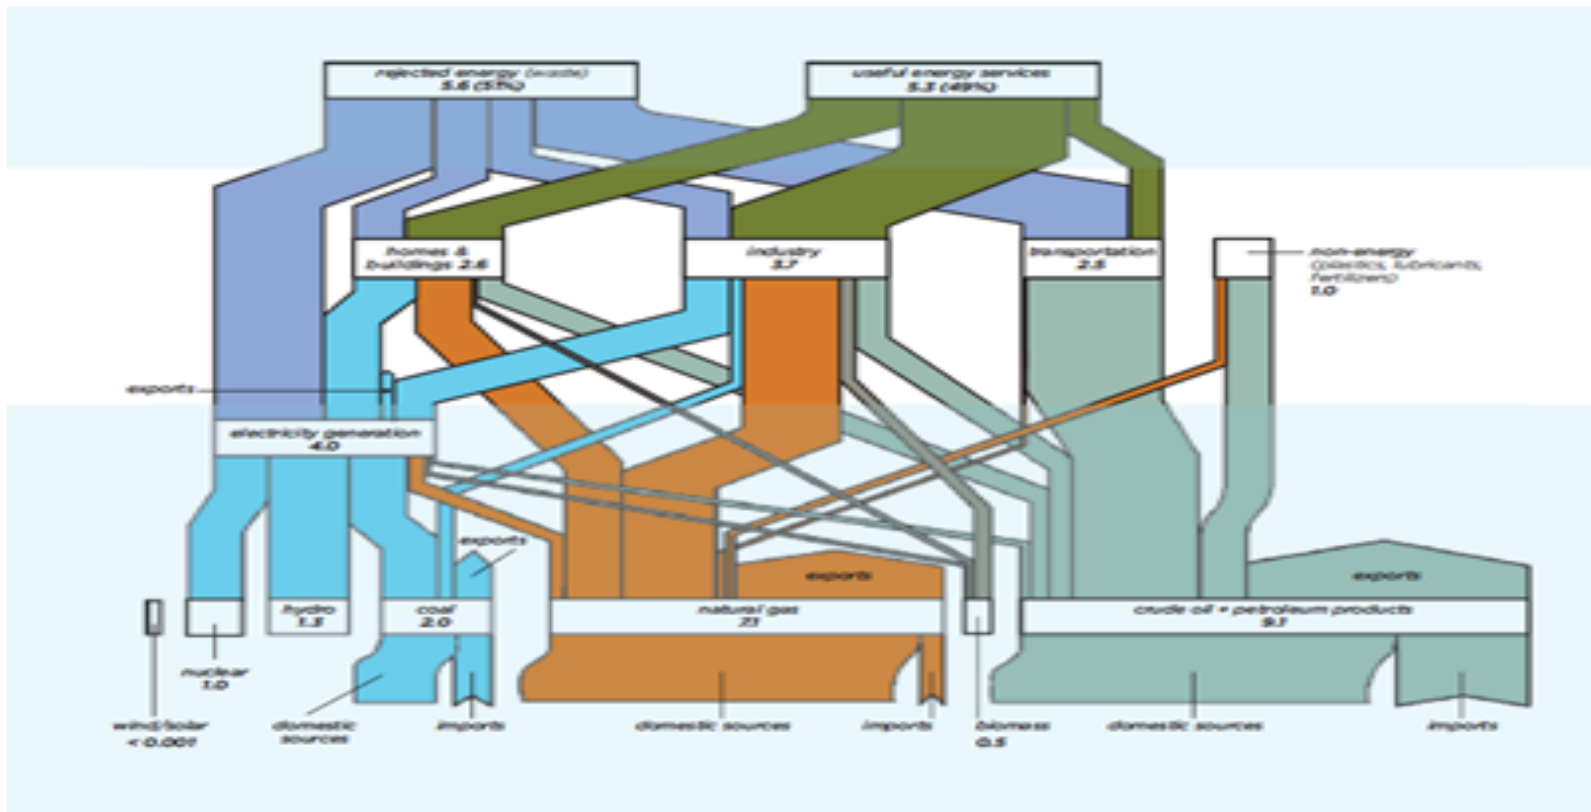 rejected energy (waste)
5.6 (51%)
useful energy services
5.3 (49%)
homes &
buildings 2.6
industry
3.7
transportation
2.5
non-energy
(plastics, lubricants,
fertilizers)
1.0
exports
electricity generation
4.0
exports
exports
exports
hydro
1.3
coal
2.0
natural gas
7.1
crude oil + petroleum products
9.1
nuclear
1.0
wind/solar
<0.001
domestic
sources
imports
domestic sources
imports
biomass
0.5
domestic sources
imports